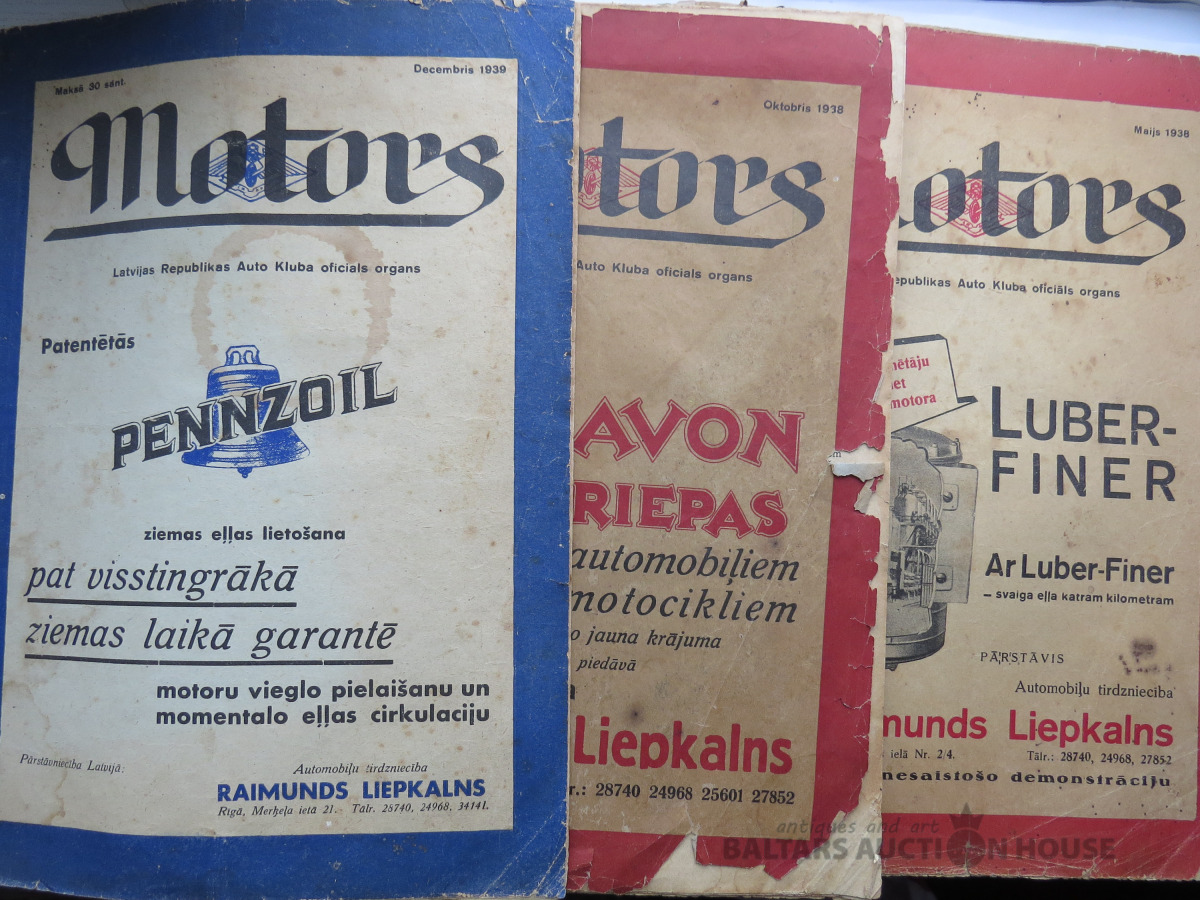 Maksā 30 sant.
Decembris 1939
Motors
Latvijas Republikas Auto Kluba oficials organs
Patentētās
PENNZOIL
ziemas eļļas lietošana
pat visstingrākā
ziemas laikā garantē
motoru vieglo pielaišanu un
momentalo eļļas cirkulaciju
Pārstāvniecība Latvijā:
Automobiļu tirdzniecība
RAIMUNDS LIEPKALNS
Rīgā, Merķeļa ielā 21. Tālr. 28740, 24968, 34141.
Oktobris 1938
tors
Auto Kluba oficials organs
AVON
RIEPAS
automobiļiem
motocikliem
o jauna krājuma
piedāvā
Liepkalns
r.: 28740 24968 25601 27852
Maijs 1938
otors
epublikas Auto Kluba oficiāls organs
ētāju
et
motora
LUBER-
FINER
Ar Luber-Finer
– svaiga eļļa katram kilometram
PĀRSTĀVIS
Automobiļu tirdzniecība
munds Liepkalns
ielā Nr. 2/4. Tālr.: 28740, 24968, 27852
nesaistošo demonstrāciju
antiques and art
BALTARS AUCTION HOUSE